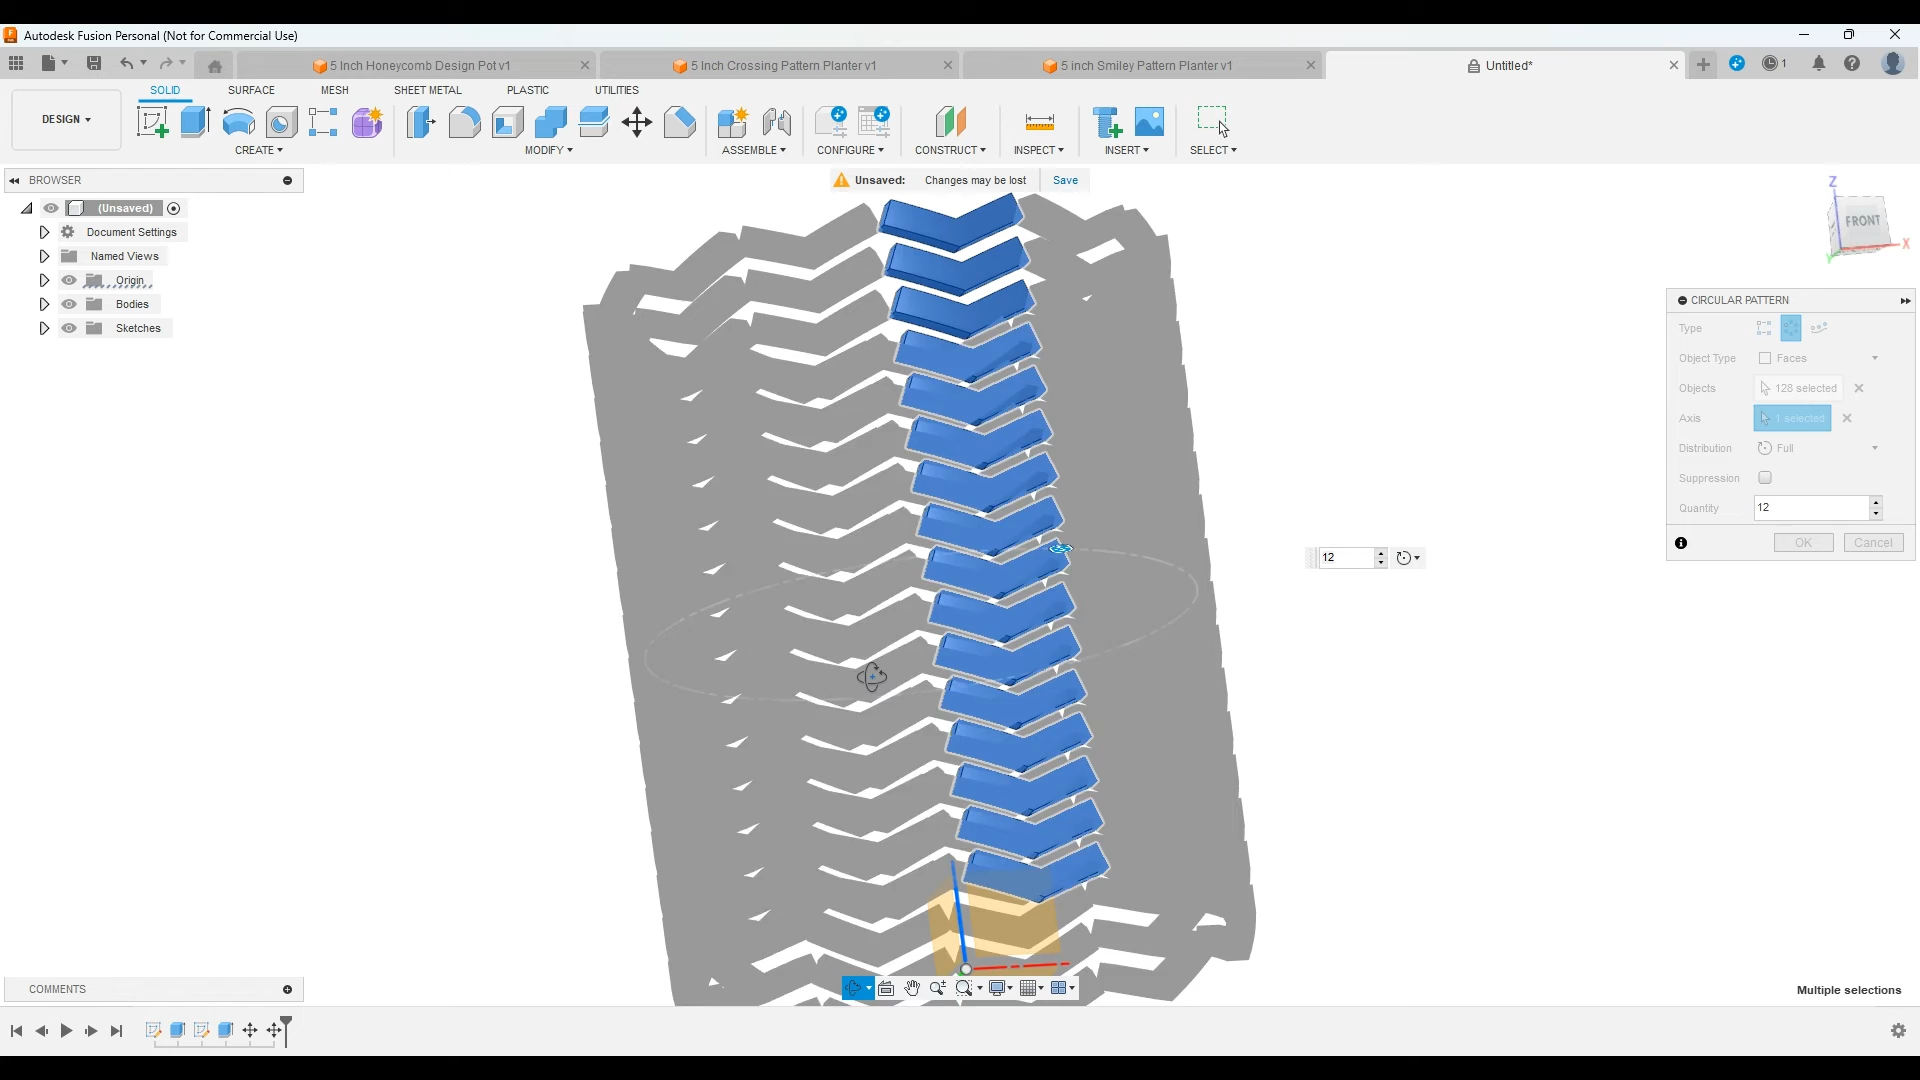 Autodesk Fusion Personal (Not for Commercial Use)
5 Inch Honeycomb Design Pot v1
5 Inch Crossing Pattern Planter v1
5 inch Smiley Pattern Planter v1
Untitled*
1
DESIGN
SOLID
SURFACE
MESH
SHEET METAL
PLASTIC
UTILITIES
CREATE
MODIFY
ASSEMBLE
CONFIGURE
CONSTRUCT
INSPECT
INSERT
SELECT
BROWSER
(Unsaved)
Document Settings
Named Views
Origin
Bodies
Sketches
Unsaved: Changes may be lost Save
Z
FRONT
X
Y
CIRCULAR PATTERN
Type
Object Type Faces
Objects 128 selected
Axis 1 selected
Distribution Full
Suppression
Quantity 12
OK Cancel
12
COMMENTS
Multiple selections